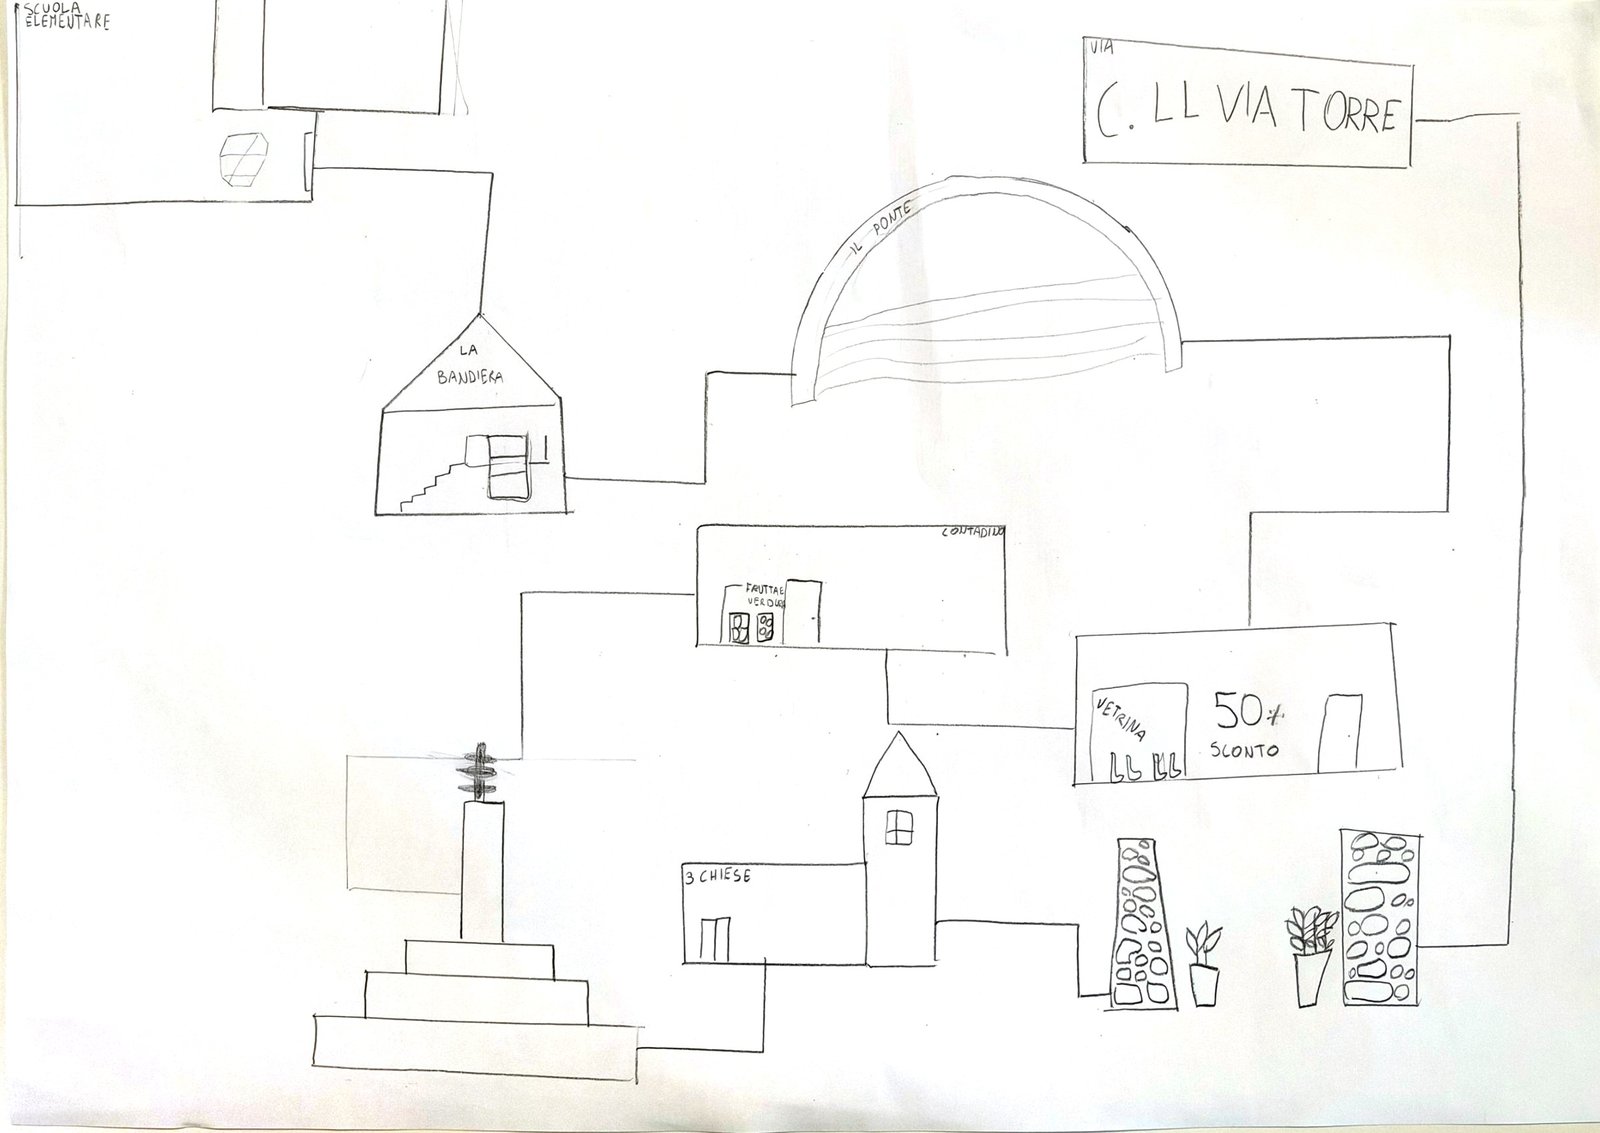 SCUOLA
ELEMENTARE
VIA
C. LL VIA TORRE
IL PONTE
LA
BANDIERA
CONTADINO
FRUTTA E
VERDURA
VETRINA
50%
SCONTO
3 CHIESE